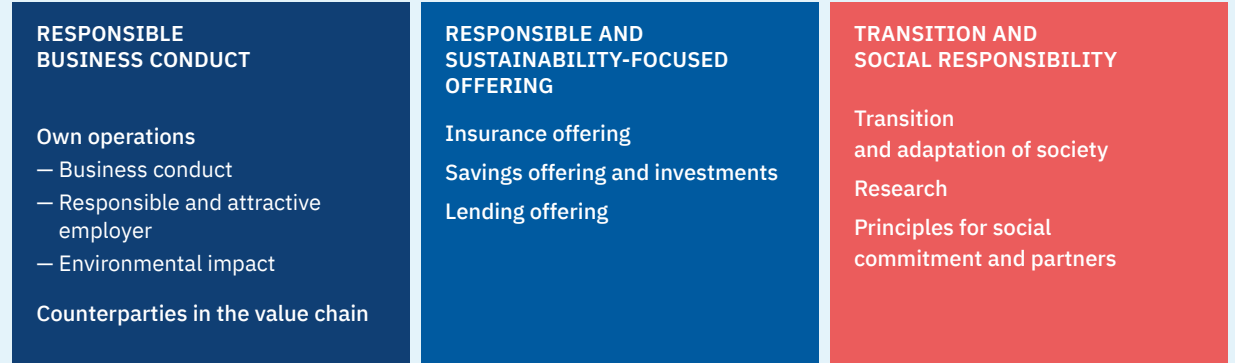 RESPONSIBLE
BUSINESS CONDUCT
Own operations
— Business conduct
— Responsible and attractive
employer
— Environmental impact
Counterparties in the value chain
RESPONSIBLE AND
SUSTAINABILITY-FOCUSED
OFFERING
Insurance offering
Savings offering and investments
Lending offering
TRANSITION AND
SOCIAL RESPONSIBILITY
Transition
and adaptation of society
Research
Principles for social
commitment and partners